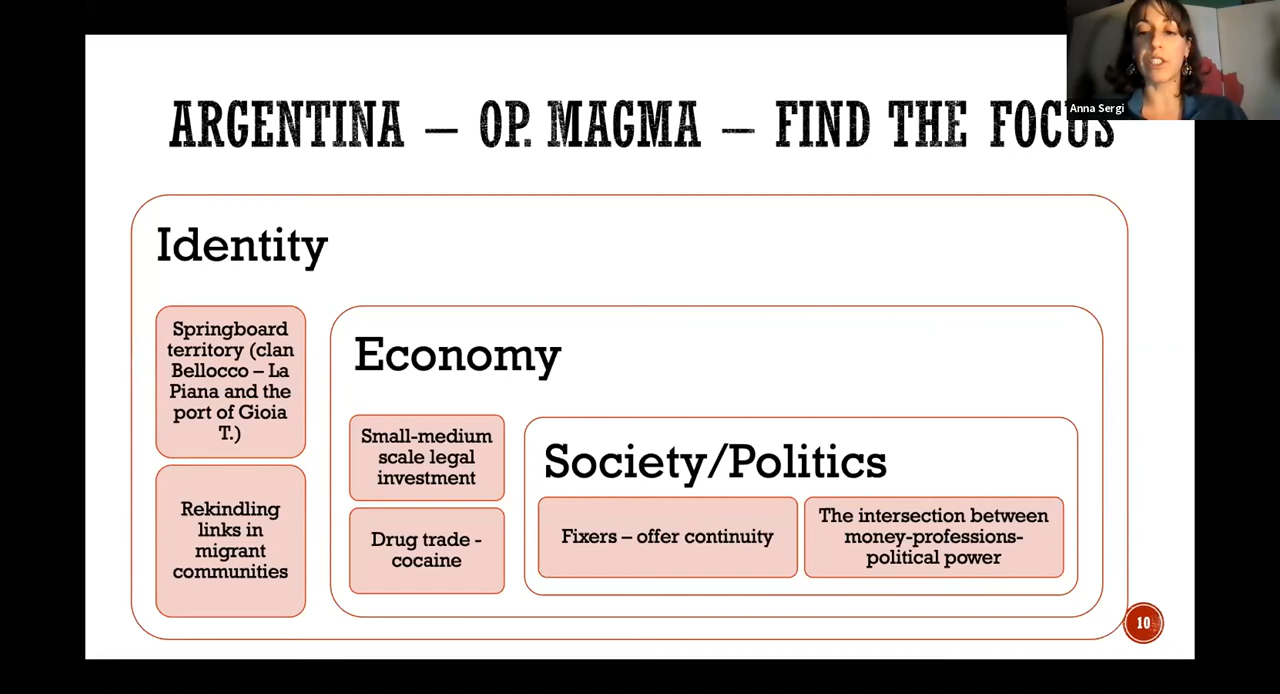 Anna Sergi
ARGENTINA – OP. MAGMA – FIND THE FOCUS
Identity
Springboard
territory (clan
Bellocco – La
Piana and the
port of Gioia
T.)
Rekindling
links in
migrant
communities
Economy
Small-medium
scale legal
investment
Drug trade -
cocaine
Society/Politics
Fixers – offer continuity
The intersection between
money-professions-
political power
10